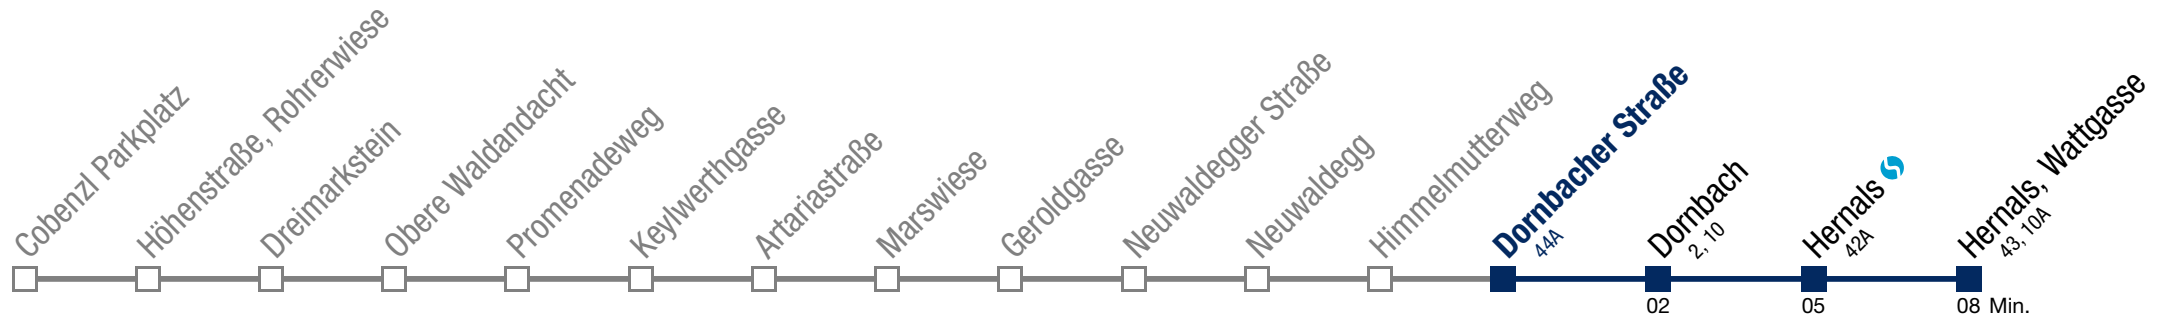 Cobenzl Parkplatz
Höhenstraße, Rohrerwiese
Dreimarkstein
Obere Waldandacht
Promenadeweg
Keylwerthgasse
Artariastraße
Marswiese
Geroldgasse
Neuwaldegger Straße
Neuwaldegg
Himmelmutterweg
Dornbacher Straße
44A
Dornbach
2, 10
Hernals
42A
Hernals, Wattgasse
43, 10A
02
05
08 Min.